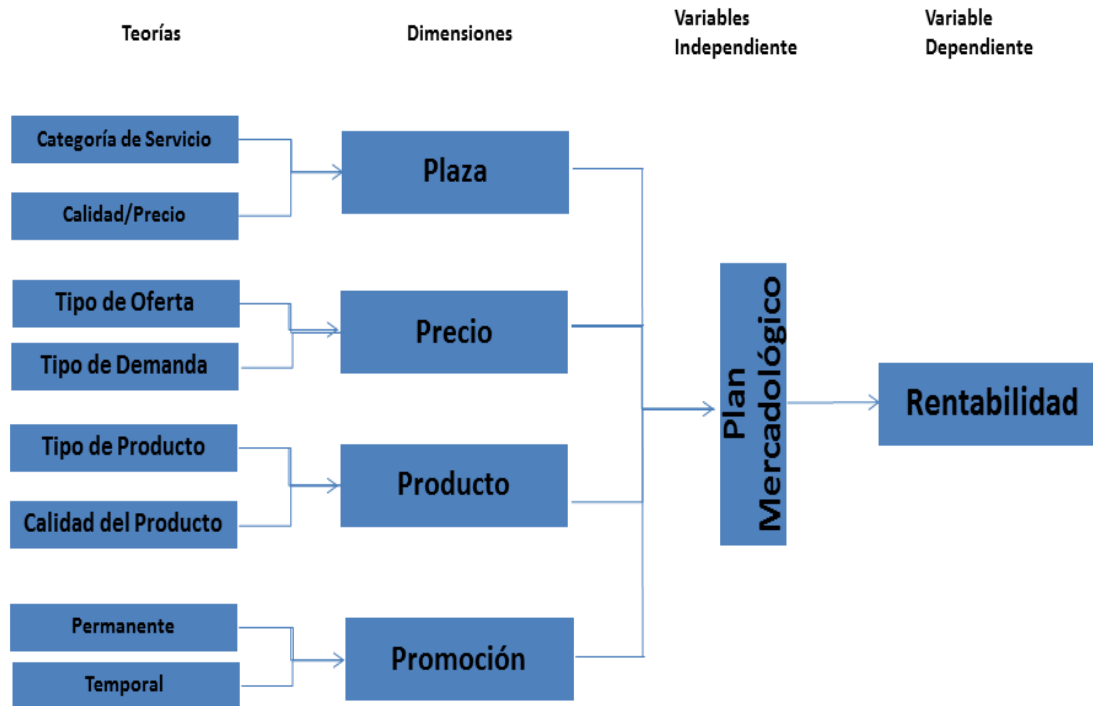 Teorías
Dimensiones
Variables
Independiente
Variable
Dependiente
Categoría de Servicio
Calidad/Precio
Plaza
Tipo de Oferta
Tipo de Demanda
Precio
Tipo de Producto
Calidad del Producto
Producto
Permanente
Temporal
Promoción
Plan
Mercadológico
Rentabilidad